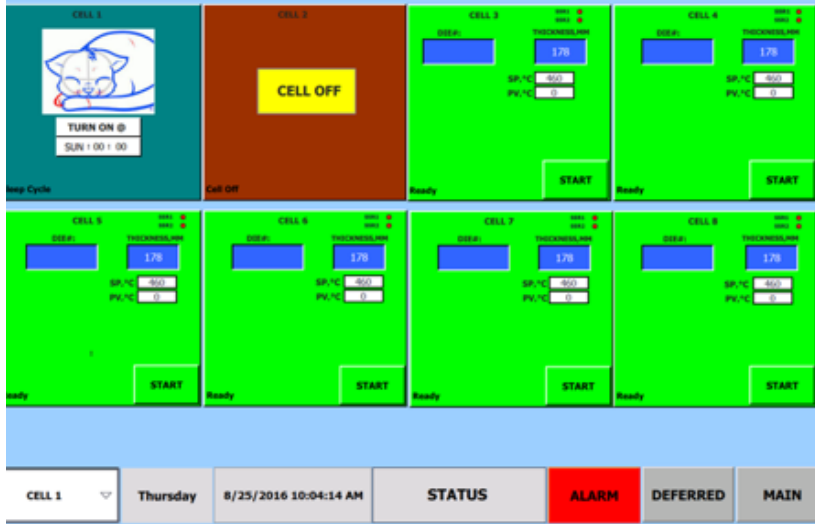 CELL 1
TURN ON @
SUN : 00 : 00
leep Cycle
CELL 2
CELL OFF
Cell Off
CELL 3
DIE#:
THICKNESS,MM
178
SP,°C 460
PV,°C 0
START
Ready
CELL 4
DIE#:
THICKNESS,MM
178
SP,°C 460
PV,°C 0
START
Ready
CELL 5
DIE#:
THICKNESS,MM
178
SP,°C 460
PV,°C 0
START
eady
CELL 6
DIE#:
THICKNESS,MM
178
SP,°C 460
PV,°C 0
START
Ready
CELL 7
DIE#:
THICKNESS,MM
178
SP,°C 460
PV,°C 0
START
Ready
CELL 8
DIE#:
THICKNESS,MM
178
SP,°C 460
PV,°C 0
START
Ready
CELL 1 Thursday 8/25/2016 10:04:14 AM STATUS ALARM DEFERRED MAIN